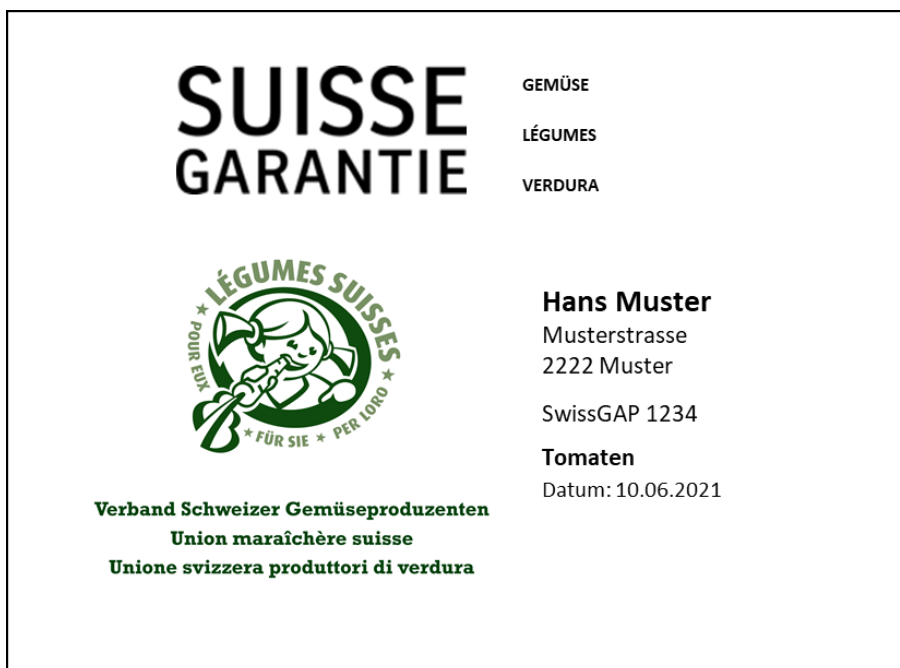 SUISSE
GARANTIE
GEMÜSE
LÉGUMES
VERDURA
★ LÉGUMES SUISSES ★
POUR EUX
★ FÜR SIE ★ PER LORO
Verband Schweizer Gemüseproduzenten
Union maraîchère suisse
Unione svizzera produttori di verdura
Hans Muster
Musterstrasse
2222 Muster
SwissGAP 1234
Tomaten
Datum: 10.06.2021